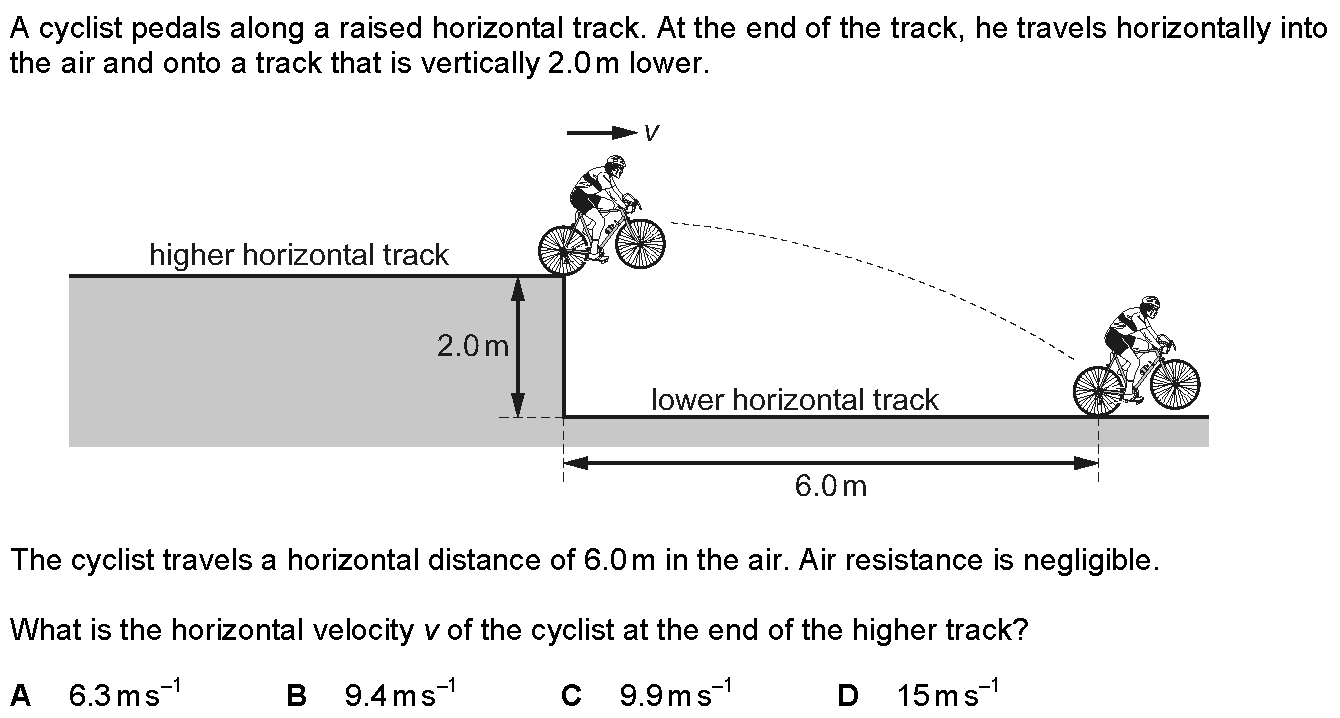 A cyclist pedals along a raised horizontal track. At the end of the track, he travels horizontally into
the air and onto a track that is vertically 2.0 m lower.
v
higher horizontal track
2.0 m
lower horizontal track
6.0 m
The cyclist travels a horizontal distance of 6.0 m in the air. Air resistance is negligible.
What is the horizontal velocity v of the cyclist at the end of the higher track?
A 6.3 m s⁻¹ B 9.4 m s⁻¹ C 9.9 m s⁻¹ D 15 m s⁻¹